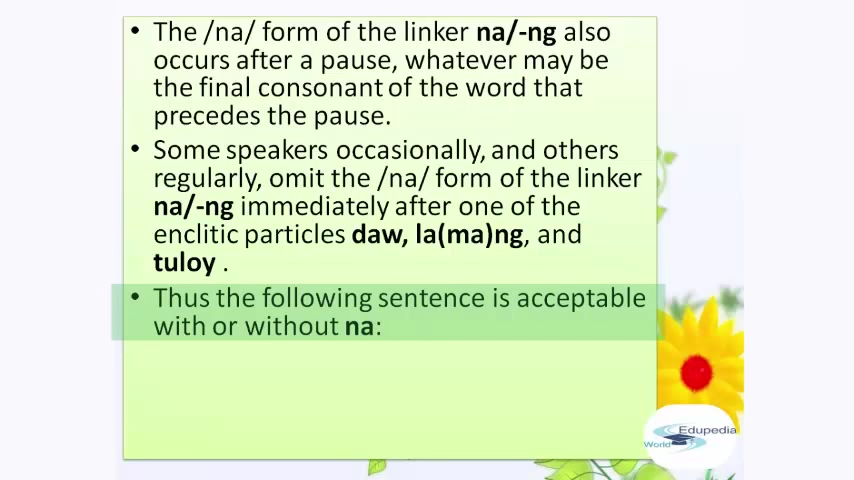 • The /na/ form of the linker na/-ng also
occurs after a pause, whatever may be
the final consonant of the word that
precedes the pause.
• Some speakers occasionally, and others
regularly, omit the /na/ form of the linker
na/-ng immediately after one of the
enclitic particles daw, la(ma)ng, and
tuloy .
• Thus the following sentence is acceptable
with or without na:
Edupedia
World